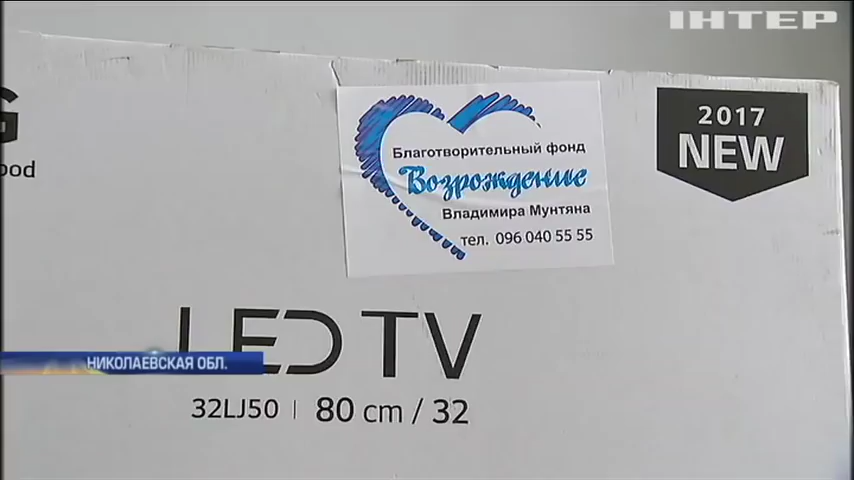 ІНТЕР
G
ood
2017
NEW
Благотворительный фонд
Возрождение
Владимира Мунтяна
тел. 096 040 55 55
LED TV
НИКОЛАЕВСКАЯ ОБЛ.
32LJ50 | 80 cm / 32